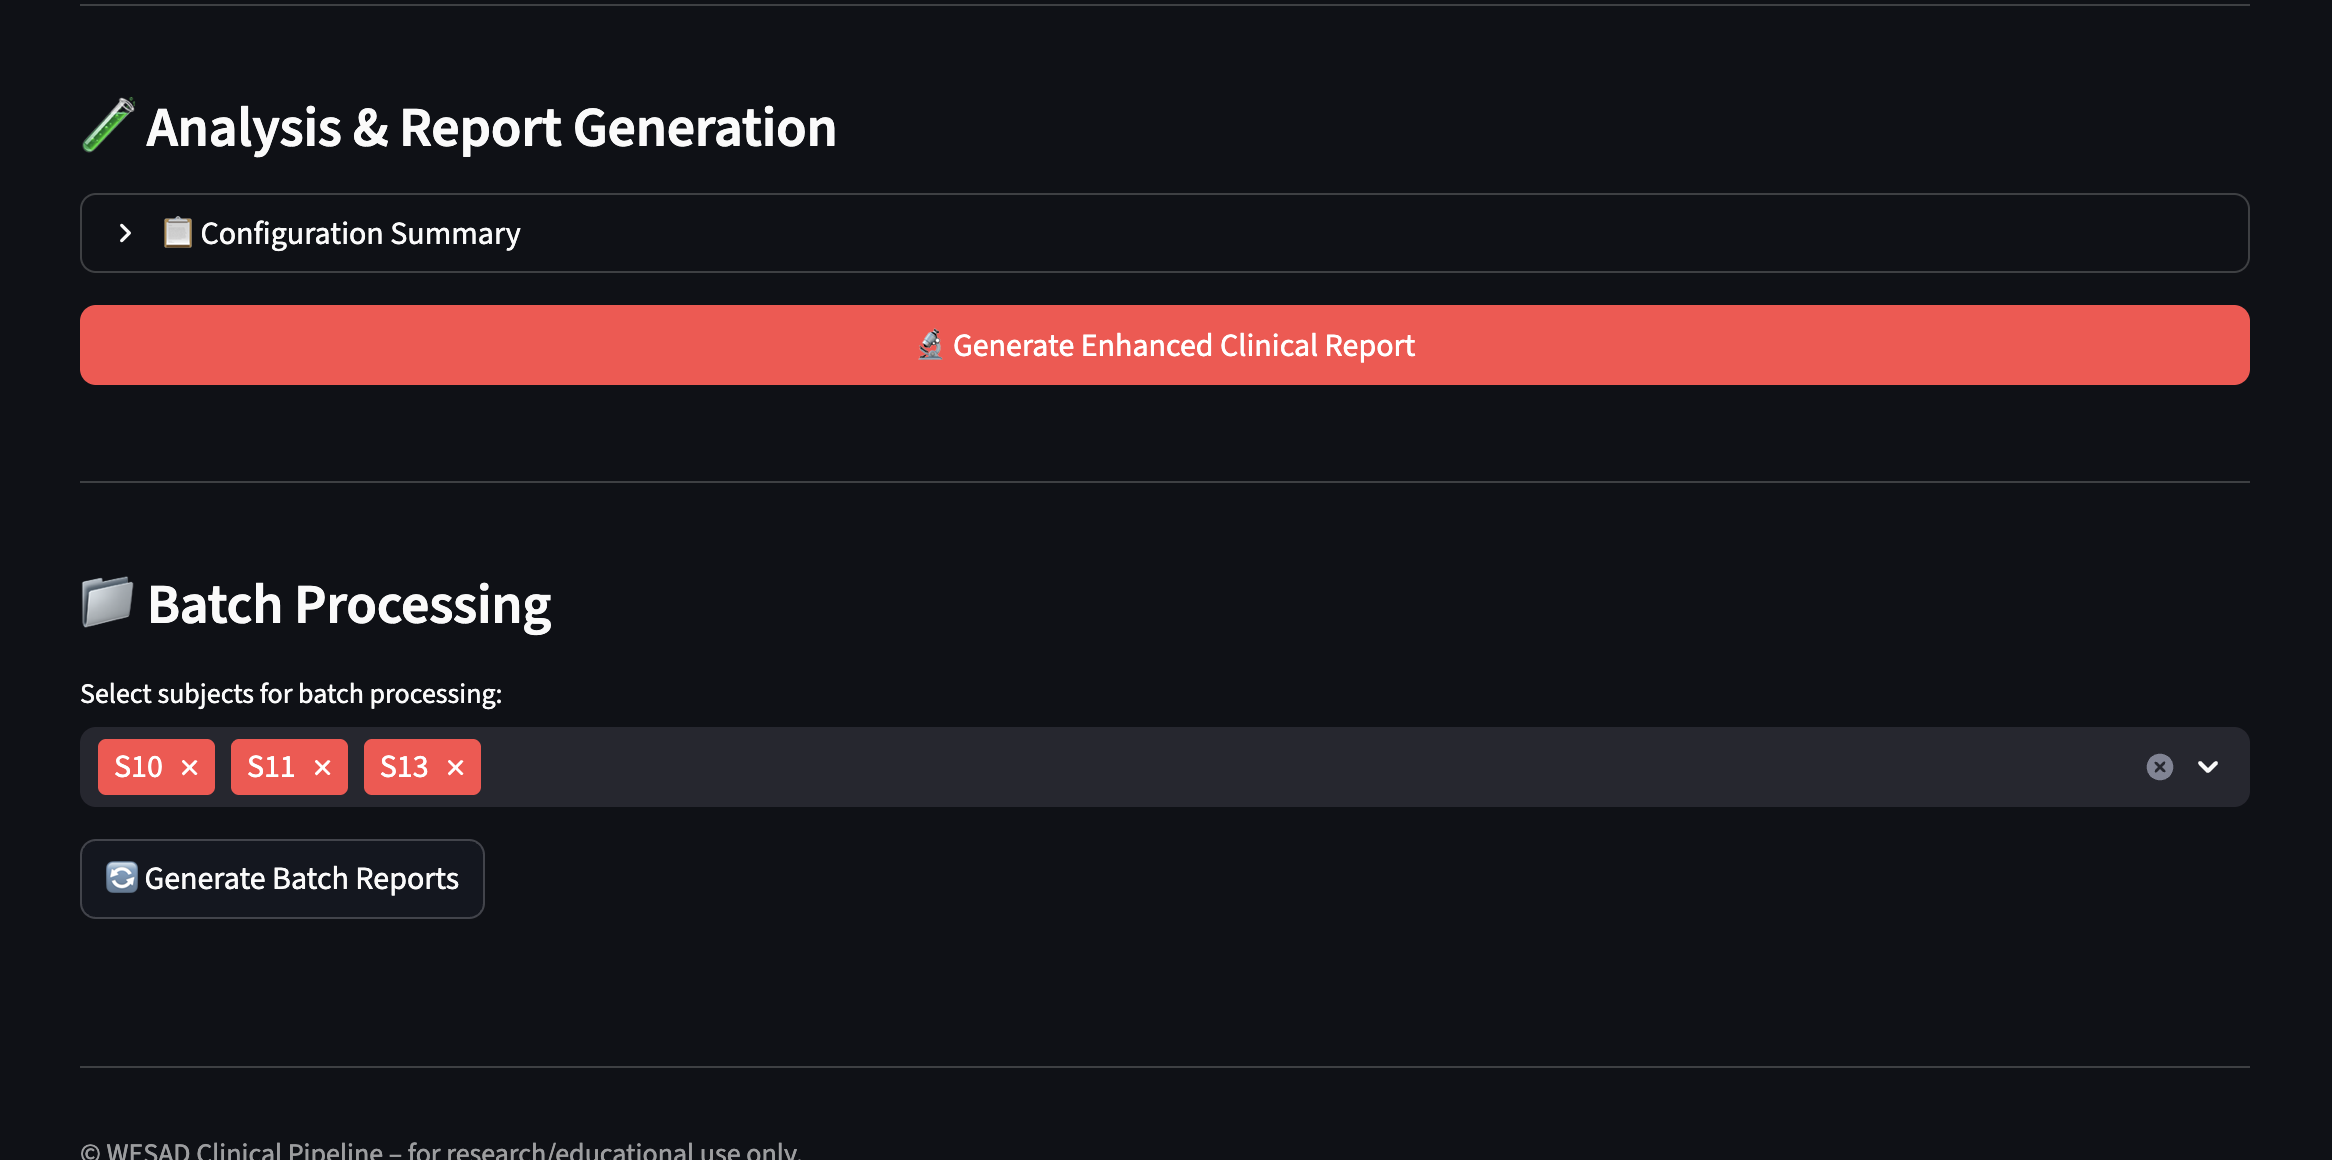 Analysis & Report Generation
Configuration Summary
Generate Enhanced Clinical Report
Batch Processing
Select subjects for batch processing:
S10 S11 S13
Generate Batch Reports
© WESAD Clinical Pipeline – for research/educational use only.